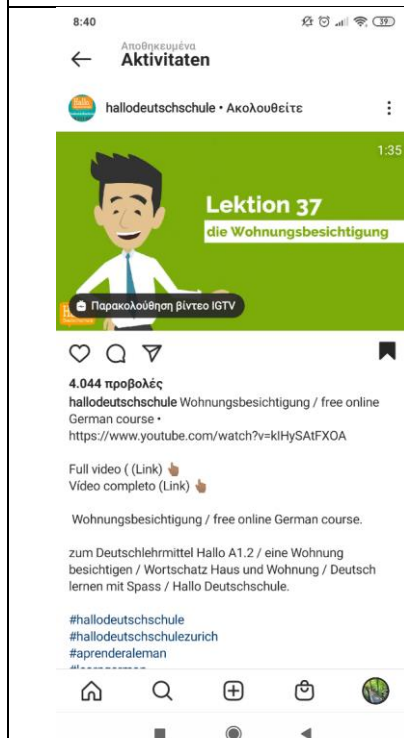 8:40
39
Αποθηκευμένα
Aktivitaten
hallodeutschschule • Ακολουθείτε
1:35
Lektion 37
die Wohnungsbesichtigung
Παρακολούθηση βίντεο IGTV
4.044 προβολές
hallodeutschschule Wohnungsbesichtigung / free online
German course •
https://www.youtube.com/watch?v=kIHySAtFXOA
Full video ( (Link) 👆🏽
Vídeo completo (Link) 👆🏽
Wohnungsbesichtigung / free online German course.
zum Deutschlehrmittel Hallo A1.2 / eine Wohnung
besichtigen / Wortschatz Haus und Wohnung / Deutsch
lernen mit Spass / Hallo Deutschschule.
#hallodeutschschule
#hallodeutschschulezurich
#aprenderaleman